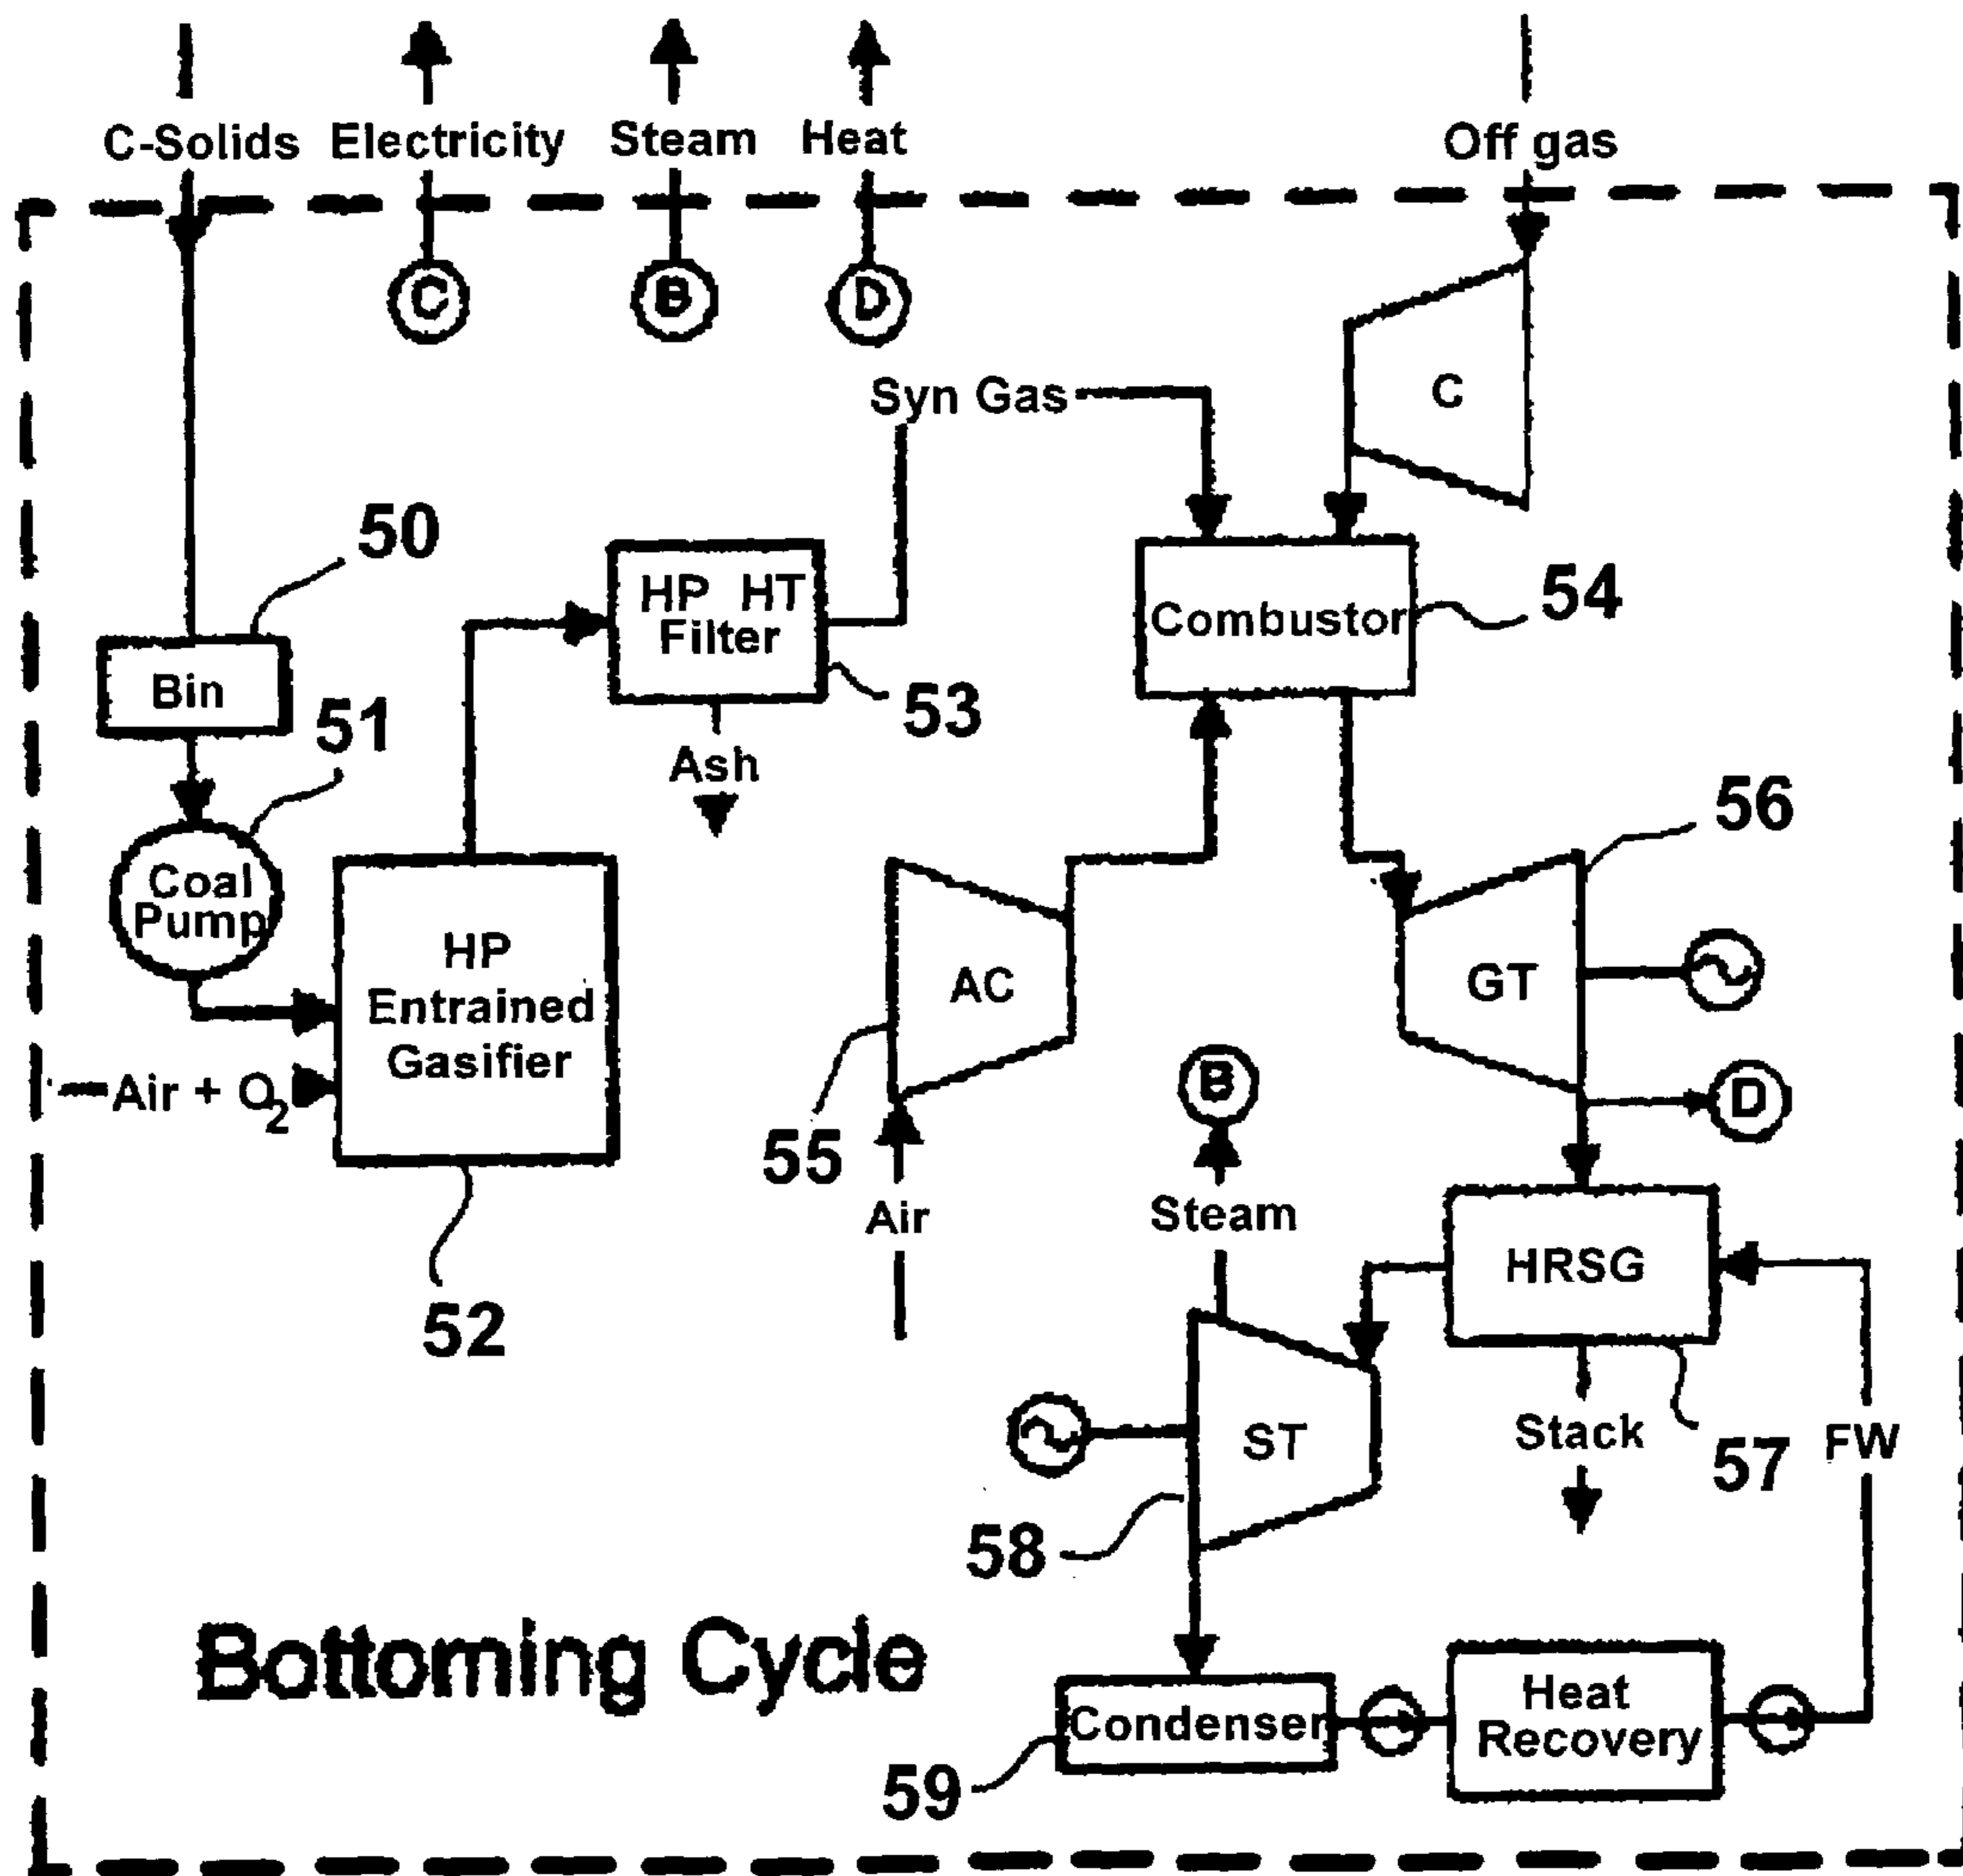 C-Solids Electricity Steam Heat Off gas
C B D
C
Syn Gas
50
HP HT
Filter
53
Combustor
54
Bin
51
Ash
56
Coal
Pump
HP
Entrained
Gasifier
Air + O2
52
AC
55
Air
GT
B
D
Steam
HRSG
Stack
57
FW
ST
58
Bottoming Cycle
Condenser
59
Heat
Recovery